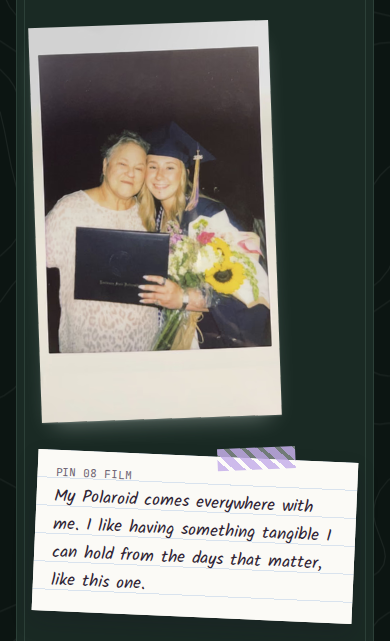 PIN 08 FILM
My Polaroid comes everywhere with
me. I like having something tangible I
can hold from the days that matter,
like this one.